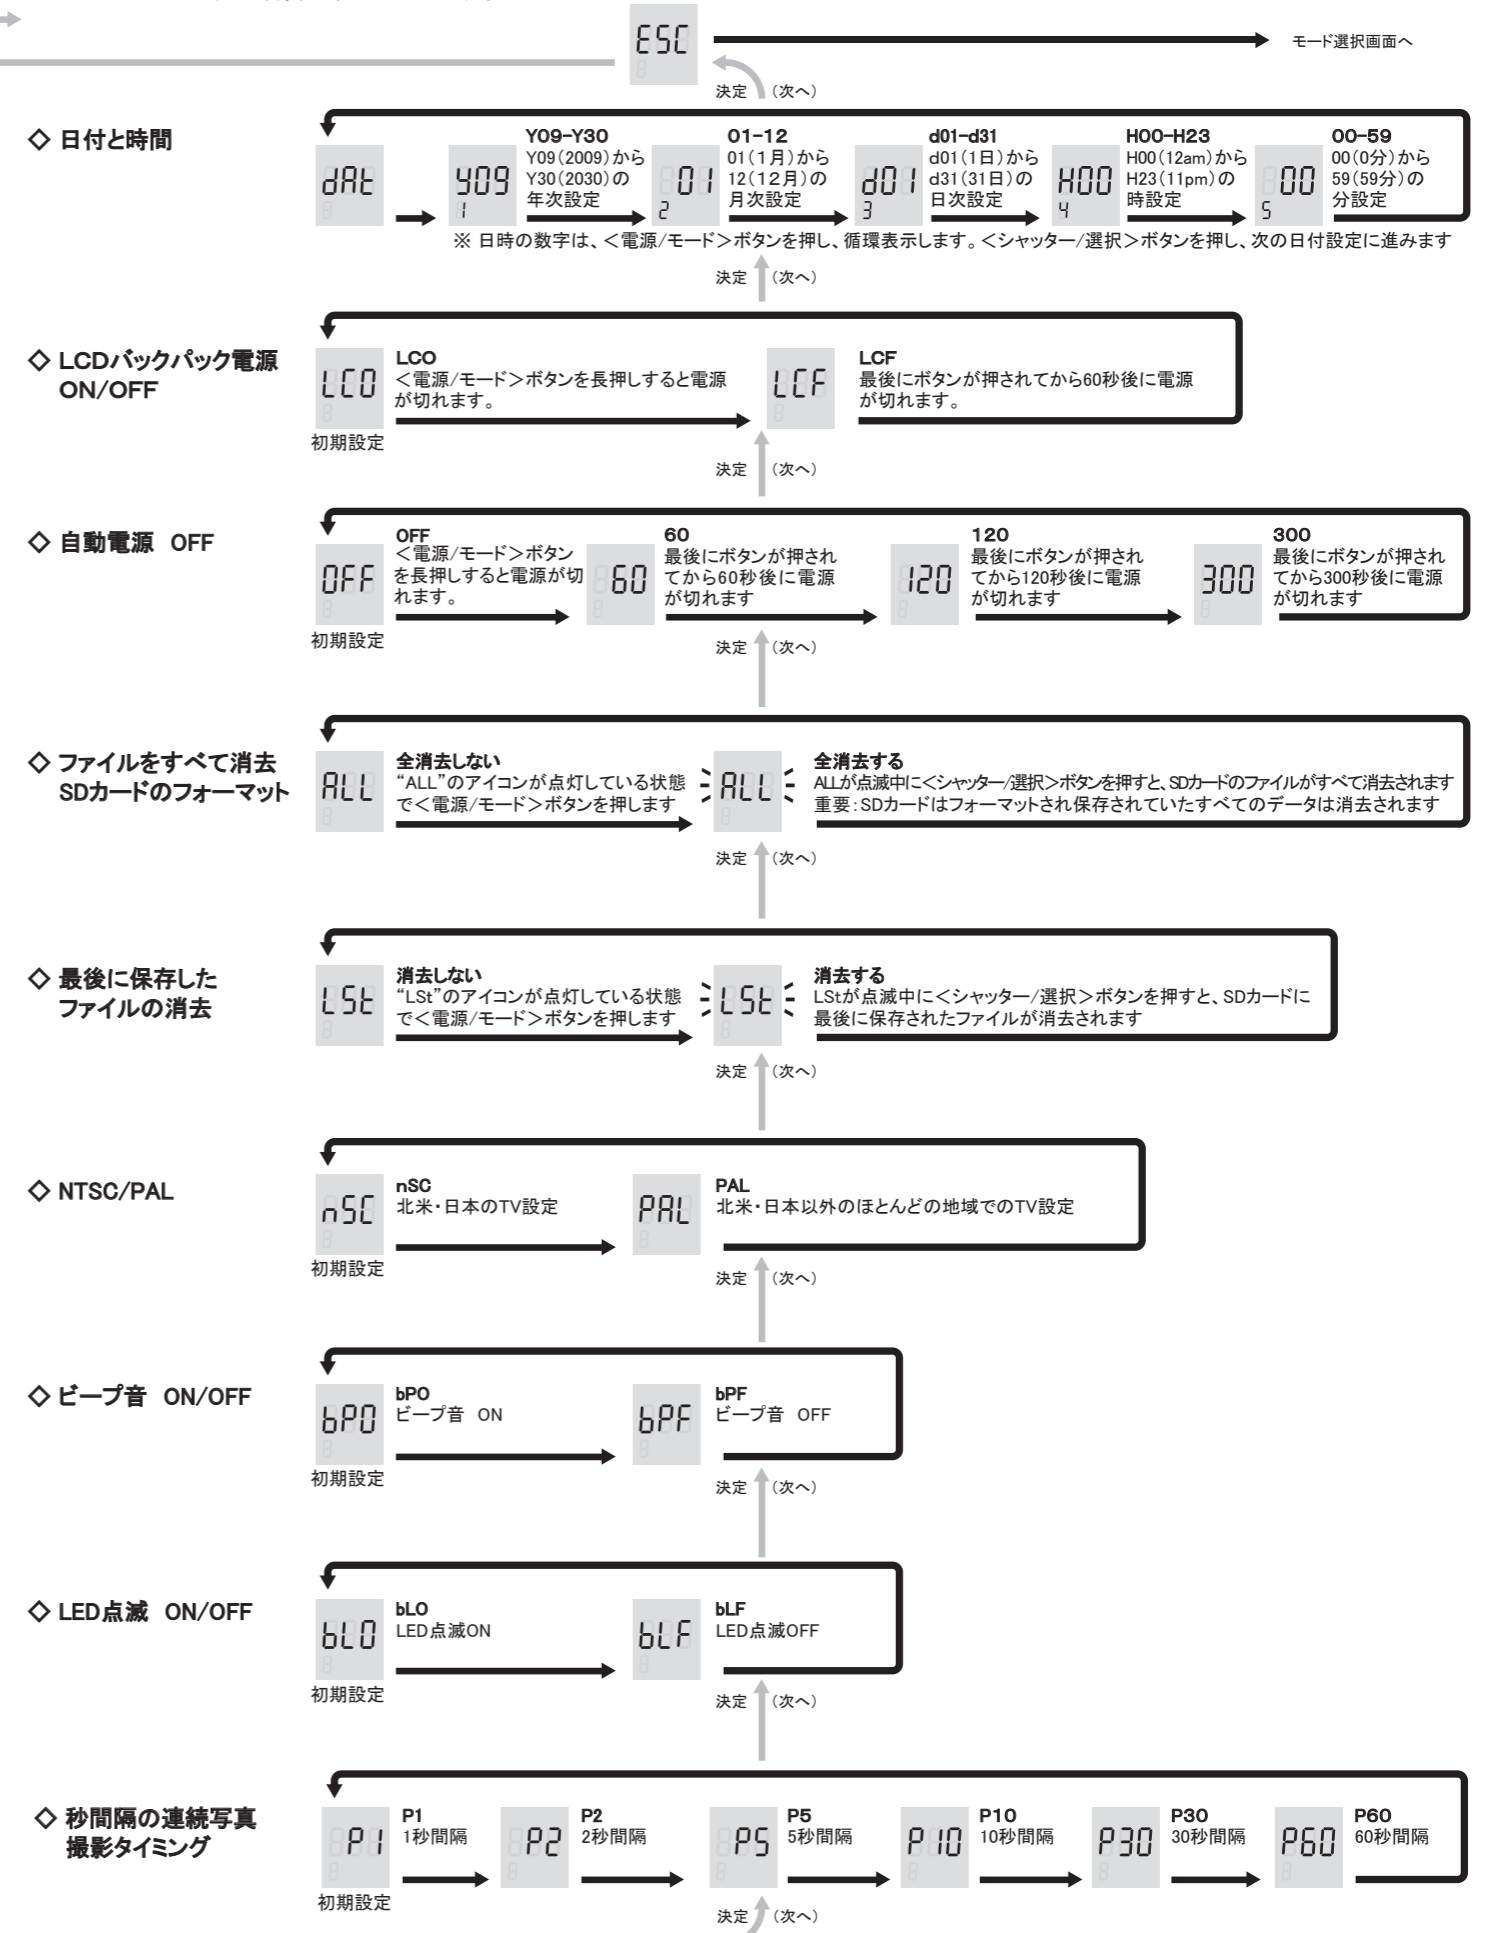 ESC
モード選択画面へ
決定 (次へ)
◇ 日付と時間
dAt
Y09
1
Y09-Y30
Y09(2009)から
Y30(2030)の
年次設定
01
2
01-12
01(1月)から
12(12月)の
月次設定
d01
3
d01-d31
d01(1日)から
d31(31日)の
日次設定
H00
4
H00-H23
H00(12am)から
H23(11pm)の
時設定
00
5
00-59
00(0分)から
59(59分)の
分設定
※ 日時の数字は、<電源/モード>ボタンを押し、循環表示します。<シャッター/選択>ボタンを押し、次の日付設定に進みます
決定 (次へ)
◇ LCDバックパック電源
ON/OFF
LCO
初期設定
LCO
<電源/モード>ボタンを長押しすると電源
が切れます。
LCF
LCF
最後にボタンが押されてから60秒後に電源
が切れます。
決定 (次へ)
◇ 自動電源 OFF
OFF
初期設定
OFF
<電源/モード>ボタン
を長押しすると電源が切
れます。
60
60
最後にボタンが押され
てから60秒後に電源
が切れます
120
120
最後にボタンが押され
てから120秒後に電源
が切れます
300
300
最後にボタンが押され
てから300秒後に電源
が切れます
決定 (次へ)
◇ ファイルをすべて消去
SDカードのフォーマット
ALL
全消去しない
“ALL”のアイコンが点灯している状態
で<電源/モード>ボタンを押します
ALL
全消去する
ALLが点滅中に<シャッター/選択>ボタンを押すと、SDカードのファイルがすべて消去されます
重要:SDカードはフォーマットされ保存されていたすべてのデータは消去されます
決定 (次へ)
◇ 最後に保存した
ファイルの消去
LSt
消去しない
“LSt”のアイコンが点灯している状態
で<電源/モード>ボタンを押します
LSt
消去する
LStが点滅中に<シャッター/選択>ボタンを押すと、SDカードに
最後に保存されたファイルが消去されます
決定 (次へ)
◇ NTSC/PAL
nSC
初期設定
nSC
北米・日本のTV設定
PAL
PAL
北米・日本以外のほとんどの地域でのTV設定
決定 (次へ)
◇ ビープ音 ON/OFF
bPO
初期設定
bPO
ビープ音 ON
bPF
bPF
ビープ音 OFF
決定 (次へ)
◇ LED点滅 ON/OFF
bLO
初期設定
bLO
LED点滅ON
bLF
bLF
LED点滅OFF
決定 (次へ)
◇ 秒間隔の連続写真
撮影タイミング
P1
初期設定
P1
1秒間隔
P2
P2
2秒間隔
P5
P5
5秒間隔
P10
P10
10秒間隔
P30
P30
30秒間隔
P60
P60
60秒間隔
決定 (次へ)